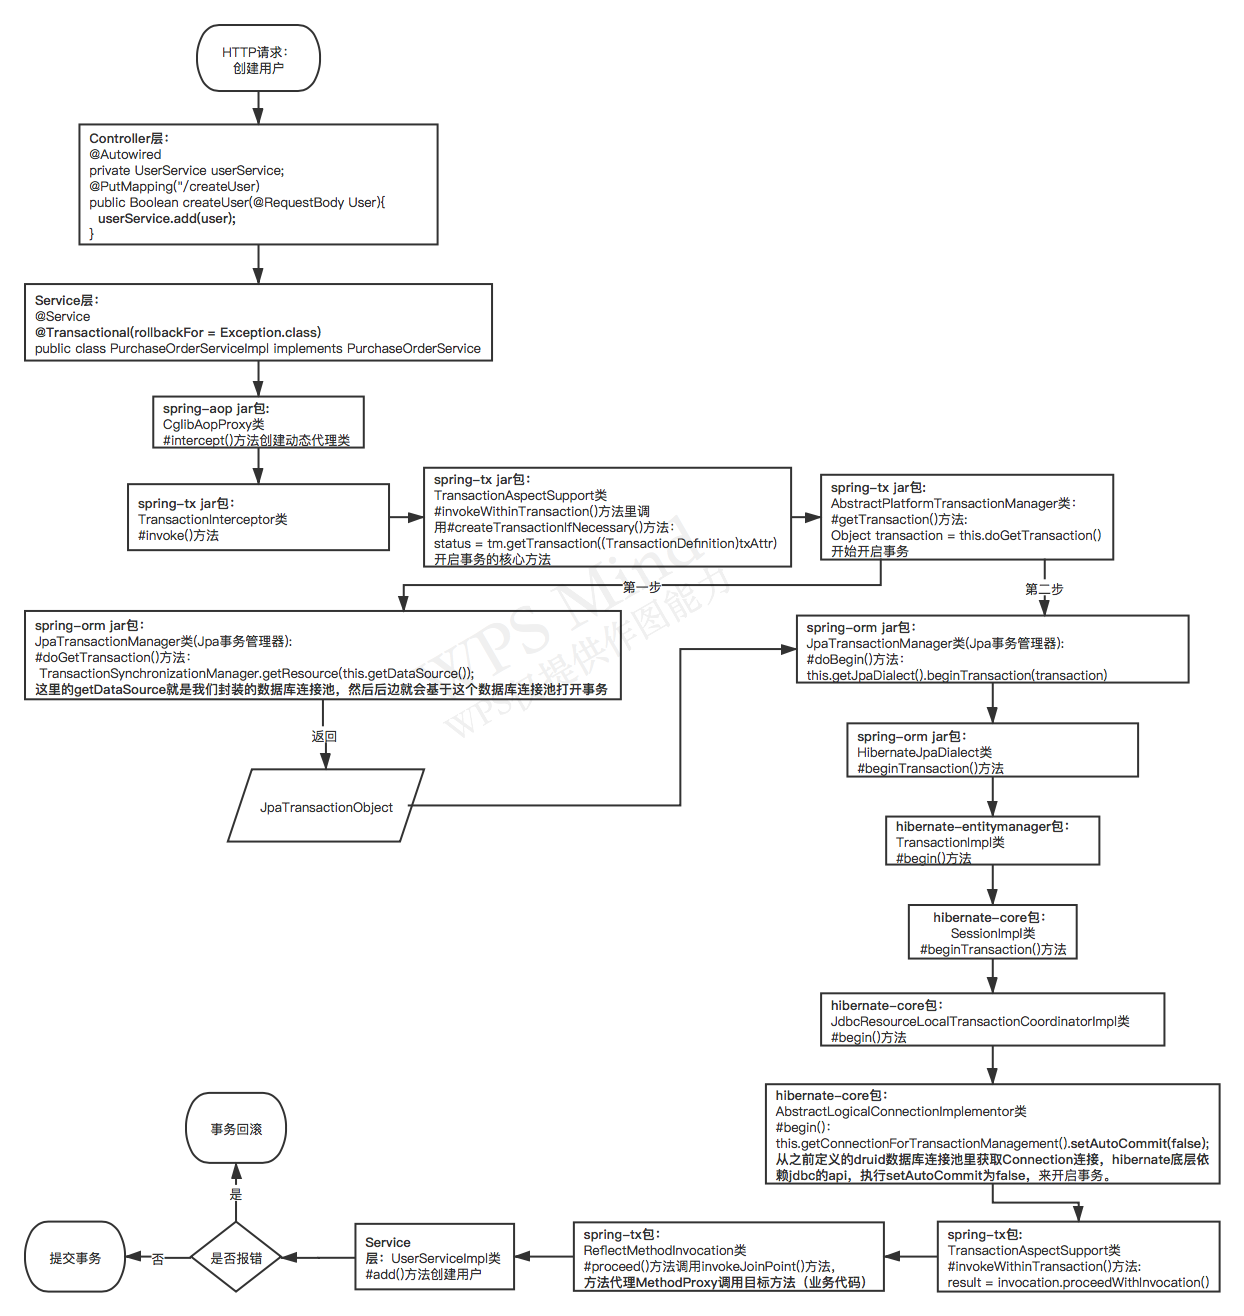 HTTP请求：
创建用户
Controller层：
@Autowired
private UserService userService;
@PutMapping("/createUser)
public Boolean createUser(@RequestBody User){
userService.add(user);
}
Service层：
@Service
@Transactional(rollbackFor = Exception.class)
public class PurchaseOrderServiceImpl implements PurchaseOrderService
spring-aop jar包:
CglibAopProxy类
#intercept()方法创建动态代理类
spring-tx jar包：
TransactionInterceptor类
#invoke()方法
spring-tx jar包：
TransactionAspectSupport类
#invokeWithinTransaction()方法里调
用#createTransactionIfNecessary()方法：
status = tm.getTransaction((TransactionDefinition)txAttr)
开启事务的核心方法
spring-tx jar包：
AbstractPlatformTransactionManager类：
#getTransaction()方法:
Object transaction = this.doGetTransaction()
开始开启事务
第一步
第二步
spring-orm jar包：
JpaTransactionManager类(Jpa事务管理器):
#doGetTransaction()方法：
TransactionSynchronizationManager.getResource(this.getDataSource());
这里的getDataSource就是我们封装的数据库连接池，然后后边就会基于这个数据库连接池打开事务
返回
JpaTransactionObject
spring-orm jar包：
JpaTransactionManager类(Jpa事务管理器):
#doBegin()方法：
this.getJpaDialect().beginTransaction(transaction)
spring-orm jar包：
HibernateJpaDialect类
#beginTransaction()方法
hibernate-entitymanager包：
TransactionImpl类
#begin()方法
hibernate-core包：
SessionImpl类
#beginTransaction()方法
hibernate-core包：
JdbcResourceLocalTransactionCoordinatorImpl类
#begin()方法
hibernate-core包：
AbstractLogicalConnectionImplementor类
#begin()：
this.getConnectionForTransactionManagement().setAutoCommit(false);
从之前定义的druid数据库连接池里获取Connection连接，hibernate底层依
赖jdbc的api，执行setAutoCommit为false，来开启事务。
spring-tx包:
TransactionAspectSupport类
#invokeWithinTransaction()方法:
result = invocation.proceedWithInvocation()
spring-tx包：
ReflectMethodInvocation类
#proceed()方法调用invokeJoinPoint()方法，
方法代理MethodProxy调用目标方法（业务代码）
Service
层：UserServiceImpl类
#add()方法创建用户
是否报错
是
事务回滚
否
提交事务
WPS Mind
WPS仅提供作图能力